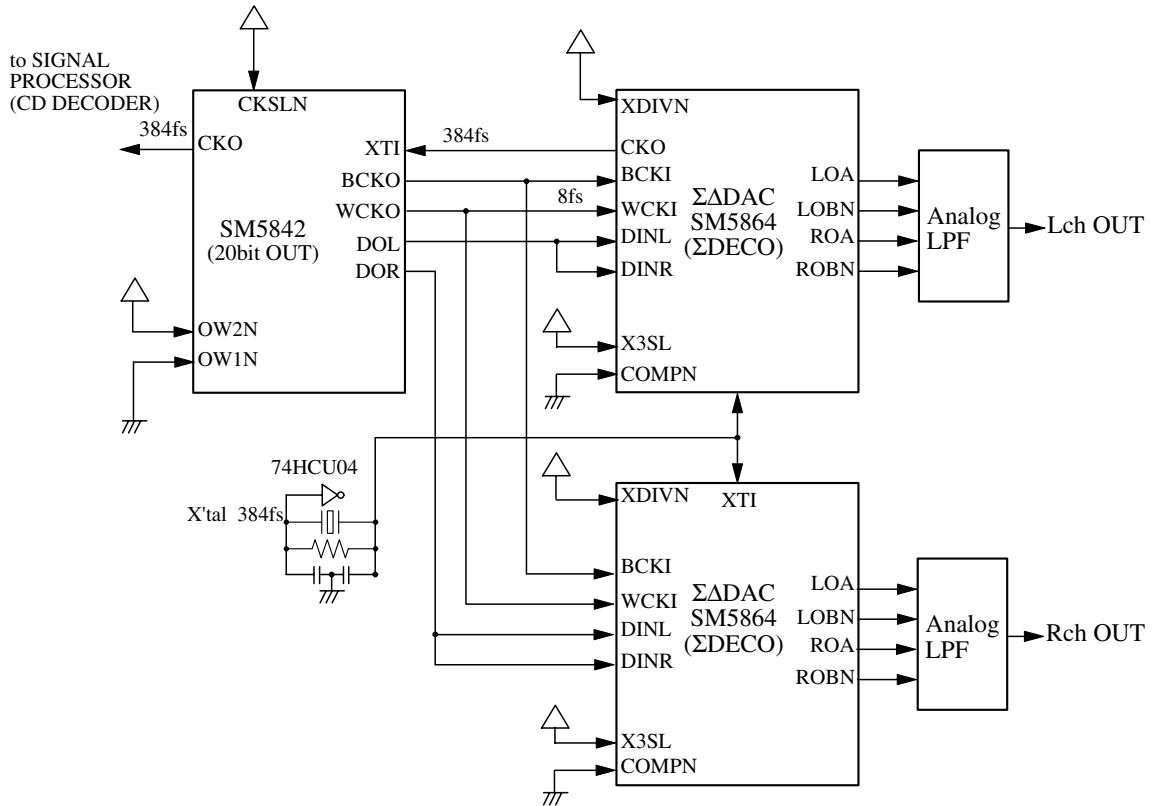 to SIGNAL
PROCESSOR
(CD DECODER)
384fs
CKSLN
CKO
XTI
BCKO
WCKO
DOL
DOR
SM5842
(20bit OUT)
OW2N
OW1N
384fs
8fs
XDIVN
CKO
BCKI
WCKI
DINL
DINR
ΣΔDAC
SM5864
(ΣDECO)
X3SL
COMPN
LOA
LOBN
ROA
ROBN
Analog
LPF
Lch OUT
74HCU04
X'tal 384fs
XDIVN
XTI
BCKI
WCKI
DINL
DINR
ΣΔDAC
SM5864
(ΣDECO)
X3SL
COMPN
LOA
LOBN
ROA
ROBN
Analog
LPF
Rch OUT